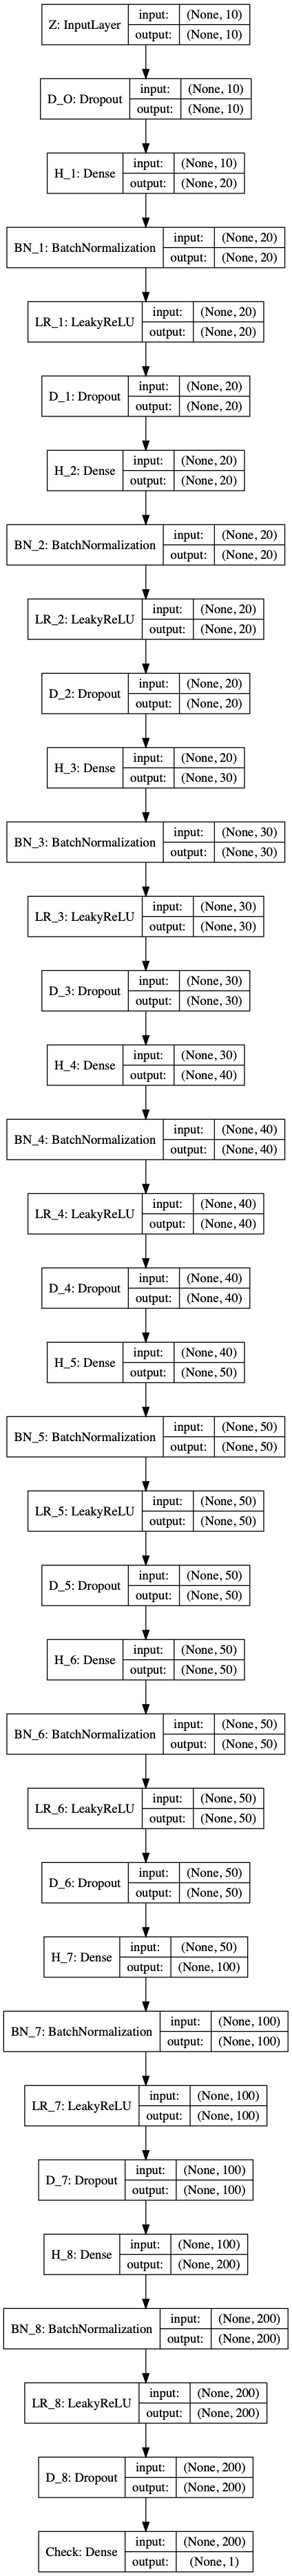 Z: InputLayer input: (None, 10)
output: (None, 10)
D_O: Dropout input: (None, 10)
output: (None, 10)
H_1: Dense input: (None, 10)
output: (None, 20)
BN_1: BatchNormalization input: (None, 20)
output: (None, 20)
LR_1: LeakyReLU input: (None, 20)
output: (None, 20)
D_1: Dropout input: (None, 20)
output: (None, 20)
H_2: Dense input: (None, 20)
output: (None, 20)
BN_2: BatchNormalization input: (None, 20)
output: (None, 20)
LR_2: LeakyReLU input: (None, 20)
output: (None, 20)
D_2: Dropout input: (None, 20)
output: (None, 20)
H_3: Dense input: (None, 20)
output: (None, 30)
BN_3: BatchNormalization input: (None, 30)
output: (None, 30)
LR_3: LeakyReLU input: (None, 30)
output: (None, 30)
D_3: Dropout input: (None, 30)
output: (None, 30)
H_4: Dense input: (None, 30)
output: (None, 40)
BN_4: BatchNormalization input: (None, 40)
output: (None, 40)
LR_4: LeakyReLU input: (None, 40)
output: (None, 40)
D_4: Dropout input: (None, 40)
output: (None, 40)
H_5: Dense input: (None, 40)
output: (None, 50)
BN_5: BatchNormalization input: (None, 50)
output: (None, 50)
LR_5: LeakyReLU input: (None, 50)
output: (None, 50)
D_5: Dropout input: (None, 50)
output: (None, 50)
H_6: Dense input: (None, 50)
output: (None, 50)
BN_6: BatchNormalization input: (None, 50)
output: (None, 50)
LR_6: LeakyReLU input: (None, 50)
output: (None, 50)
D_6: Dropout input: (None, 50)
output: (None, 50)
H_7: Dense input: (None, 50)
output: (None, 100)
BN_7: BatchNormalization input: (None, 100)
output: (None, 100)
LR_7: LeakyReLU input: (None, 100)
output: (None, 100)
D_7: Dropout input: (None, 100)
output: (None, 100)
H_8: Dense input: (None, 100)
output: (None, 200)
BN_8: BatchNormalization input: (None, 200)
output: (None, 200)
LR_8: LeakyReLU input: (None, 200)
output: (None, 200)
D_8: Dropout input: (None, 200)
output: (None, 200)
Check: Dense input: (None, 200)
output: (None, 1)